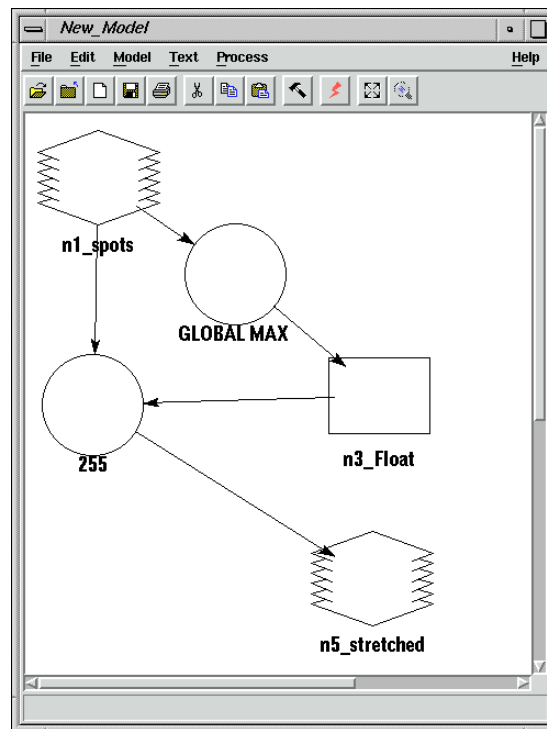 New_Model
File Edit Model Text Process Help
n1_spots
GLOBAL MAX
255
n3_Float
n5_stretched